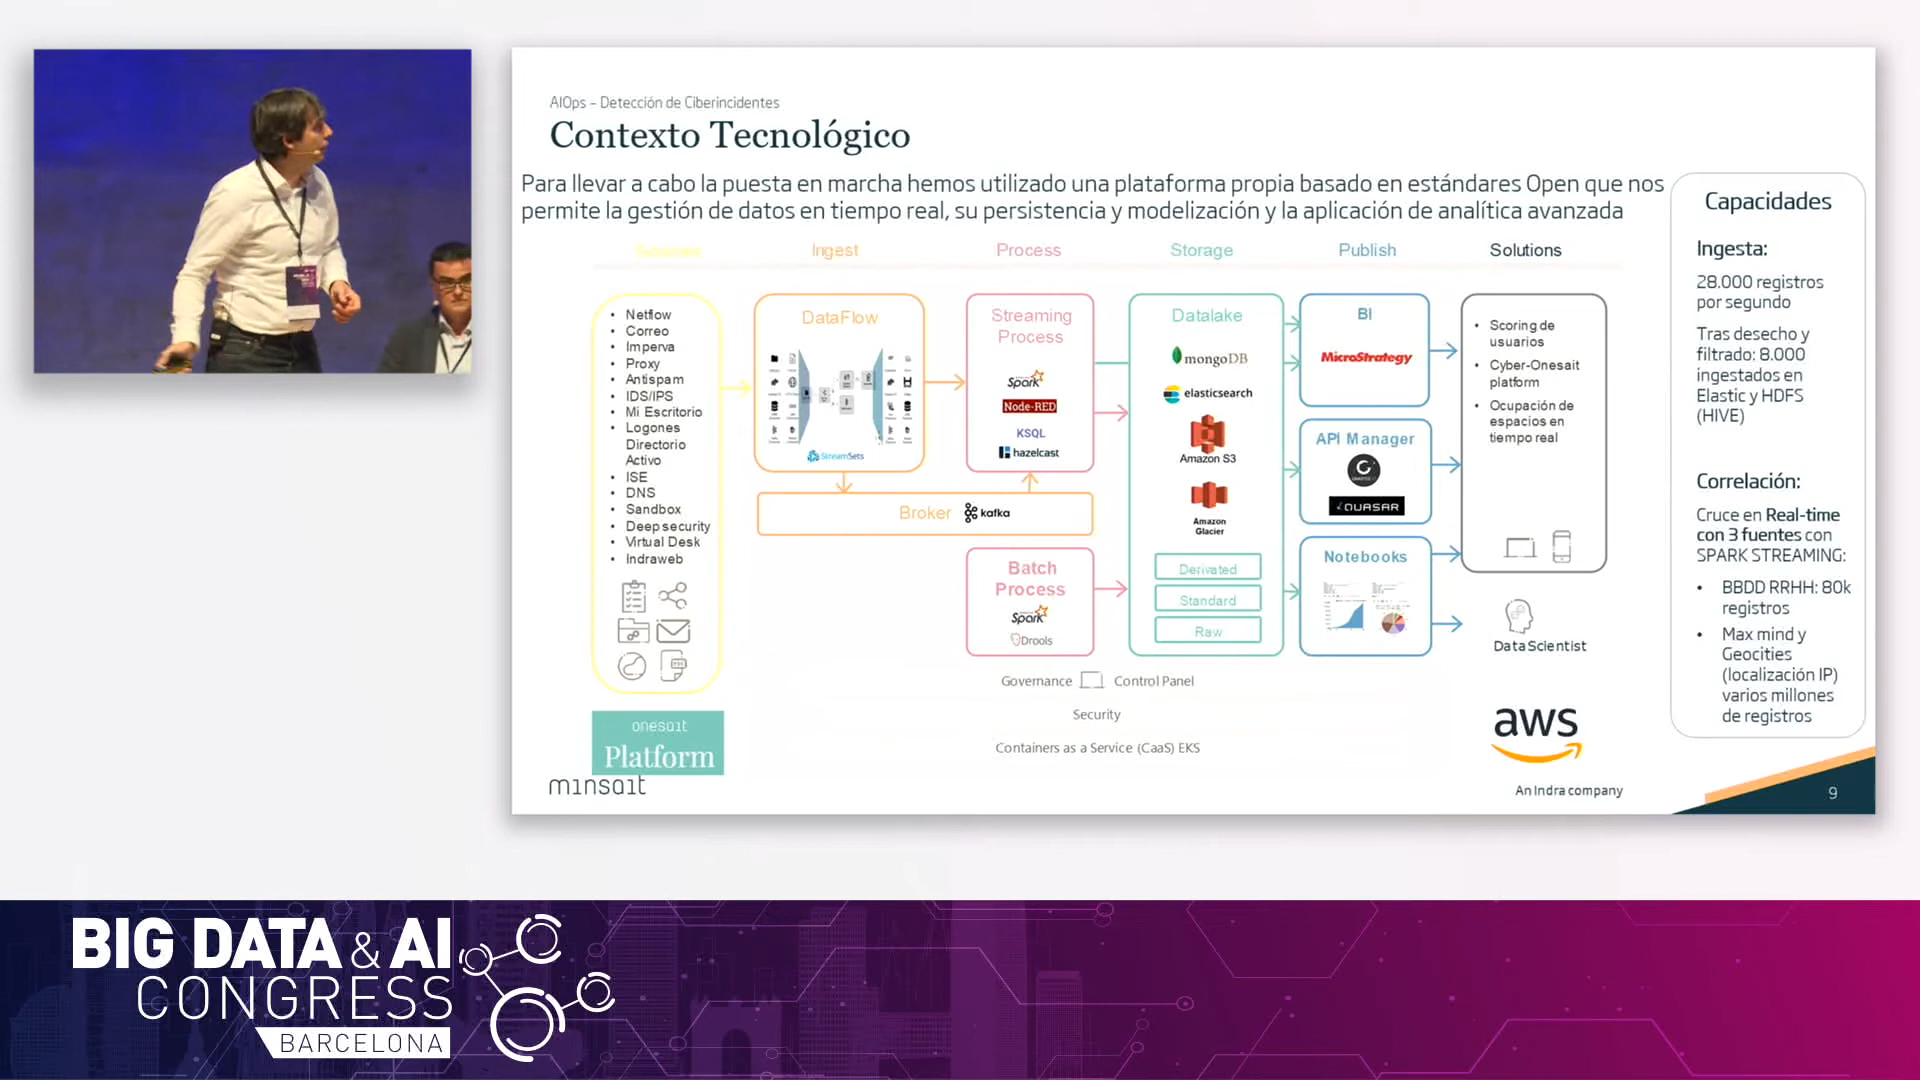 AIOps – Detección de Ciberincidentes
Contexto Tecnológico
Para llevar a cabo la puesta en marcha hemos utilizado una plataforma propia basado en estándares Open que nos
permite la gestión de datos en tiempo real, su persistencia y modelización y la aplicación de analítica avanzada
Ingest
Process
Storage
Publish
Solutions
• Netflow
• Correo
• Imperva
• Proxy
• Antispam
• IDS/IPS
• Mi Escritorio
• Logones
Directorio
Activo
• ISE
• DNS
• Sandbox
• Deep security
• Virtual Desk
• Indraweb
DataFlow
StreamSets
Broker
kafka
Streaming
Process
Spark
Node-RED
KSQL
hazelcast
Batch
Process
Spark
Drools
Datalake
mongoDB
elasticsearch
Amazon S3
Amazon
Glacier
Derivated
Standard
Raw
BI
MicroStrategy
API Manager
QUASAR
Notebooks
• Scoring de
usuarios
• Cyber-Onesait
platform
• Ocupación de
espacios en
tiempo real
DataScientist
Governance
Control Panel
Security
Containers as a Service (CaaS) EKS
onesait
Platform
minsait
aws
An Indra company
9
Capacidades
Ingesta:
28.000 registros
por segundo
Tras desecho y
filtrado: 8.000
ingestados en
Elastic y HDFS
(HIVE)
Correlación:
Cruce en Real-time
con 3 fuentes con
SPARK STREAMING:
• BBDD RRHH: 80k
registros
• Max mind y
Geocities
(localización IP)
varios millones
de registros
BIG DATA & AI
CONGRESS
BARCELONA